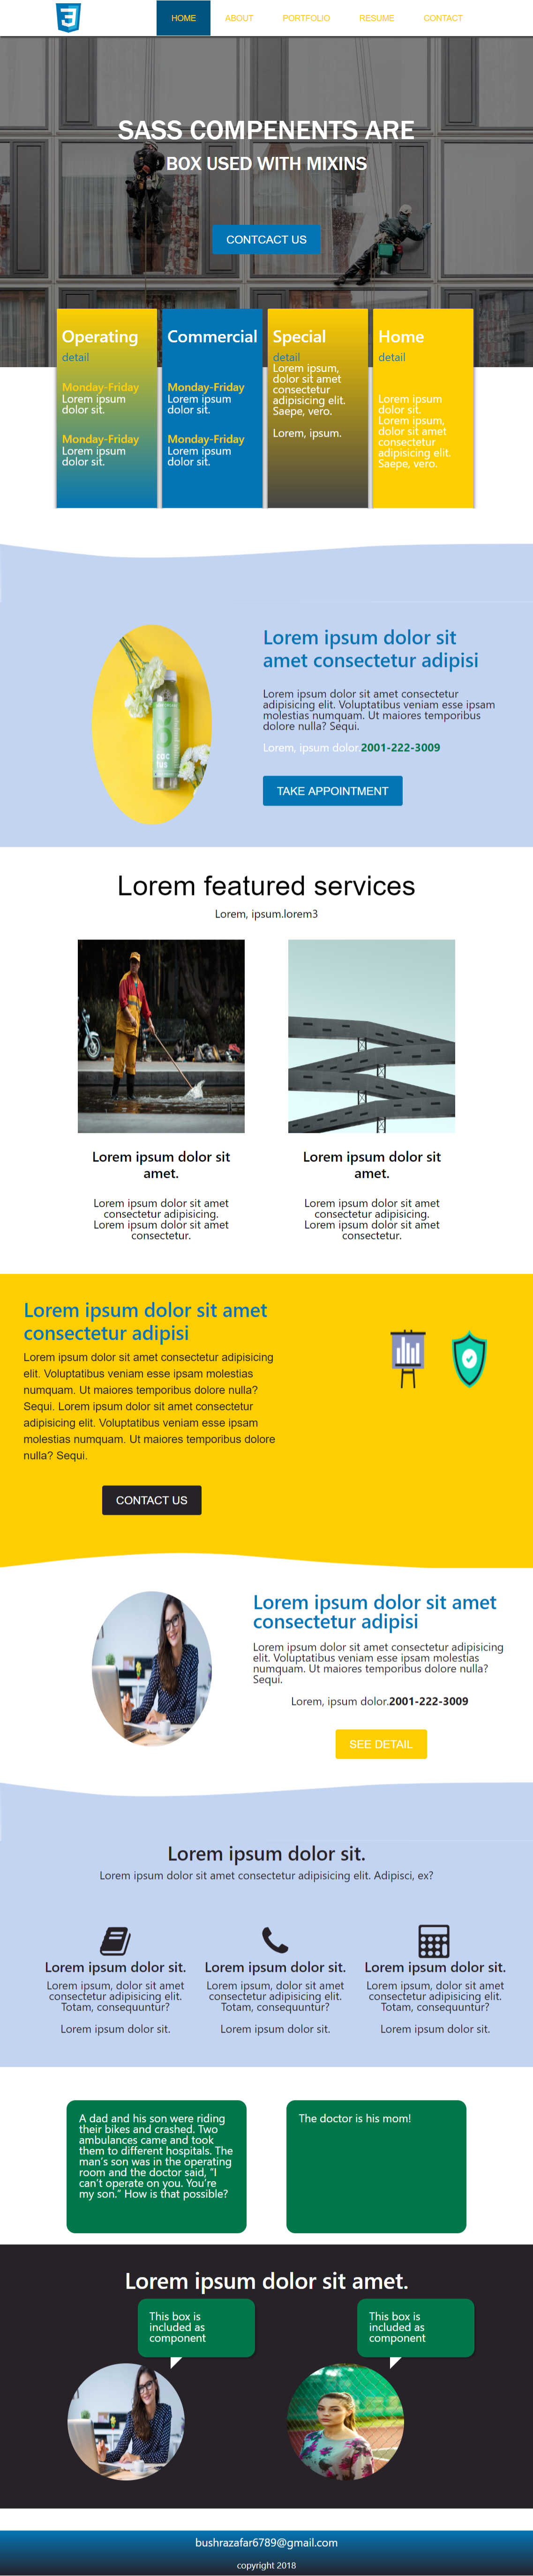 HOME ABOUT PORTFOLIO RESUME CONTACT
SASS COMPENENTS ARE
BOX USED WITH MIXINS
CONTCACT US
Operating
detail
Monday-Friday
Lorem ipsum
dolor sit.
Monday-Friday
Lorem ipsum
dolor sit.
Commercial
Monday-Friday
Lorem ipsum
dolor sit.
Monday-Friday
Lorem ipsum
dolor sit.
Special
detail
Lorem ipsum,
dolor sit amet
consectetur
adipisicing elit.
Saepe, vero.
Lorem, ipsum.
Home
detail
Lorem ipsum
dolor sit.
Lorem ipsum,
dolor sit amet
consectetur
adipisicing elit.
Saepe, vero.
Lorem ipsum dolor sit
amet consectetur adipisi
Lorem ipsum dolor sit amet consectetur
adipisicing elit. Voluptatibus veniam esse ipsam
molestias numquam. Ut maiores temporibus
dolore nulla? Sequi.
Lorem, ipsum dolor.2001-222-3009
TAKE APPOINTMENT
coc
tus
Lorem featured services
Lorem, ipsum.lorem3
Lorem ipsum dolor sit
amet.
Lorem ipsum dolor sit amet
consectetur adipisicing.
Lorem ipsum dolor sit amet
consectetur.
Lorem ipsum dolor sit
amet.
Lorem ipsum dolor sit amet
consectetur adipisicing.
Lorem ipsum dolor sit amet
consectetur.
Lorem ipsum dolor sit amet
consectetur adipisi
Lorem ipsum dolor sit amet consectetur adipisicing
elit. Voluptatibus veniam esse ipsam molestias
numquam. Ut maiores temporibus dolore nulla?
Sequi. Lorem ipsum dolor sit amet consectetur
adipisicing elit. Voluptatibus veniam esse ipsam
molestias numquam. Ut maiores temporibus dolore
nulla? Sequi.
CONTACT US
Lorem ipsum dolor sit amet
consectetur adipisi
Lorem ipsum dolor sit amet consectetur adipisicing
elit. Voluptatibus veniam esse ipsam molestias
numquam. Ut maiores temporibus dolore nulla?
Sequi.
Lorem, ipsum dolor.2001-222-3009
SEE DETAIL
Lorem ipsum dolor sit.
Lorem ipsum dolor sit amet consectetur adipisicing elit. Adipisci, ex?
Lorem ipsum dolor sit.
Lorem ipsum, dolor sit amet
consectetur adipisicing elit.
Totam, consequuntur?
Lorem ipsum dolor sit.
Lorem ipsum dolor sit.
Lorem ipsum, dolor sit amet
consectetur adipisicing elit.
Totam, consequuntur?
Lorem ipsum dolor sit.
Lorem ipsum dolor sit.
Lorem ipsum, dolor sit amet
consectetur adipisicing elit.
Totam, consequuntur?
Lorem ipsum dolor sit.
A dad and his son were riding
their bikes and crashed. Two
ambulances came and took
them to different hospitals. The
man's son was in the operating
room and the doctor said, "I
can't operate on you. You're
my son." How is that possible?
The doctor is his mom!
Lorem ipsum dolor sit amet.
This box is
included as
component
This box is
included as
component
bushrazafar6789@gmail.com
copyright 2018